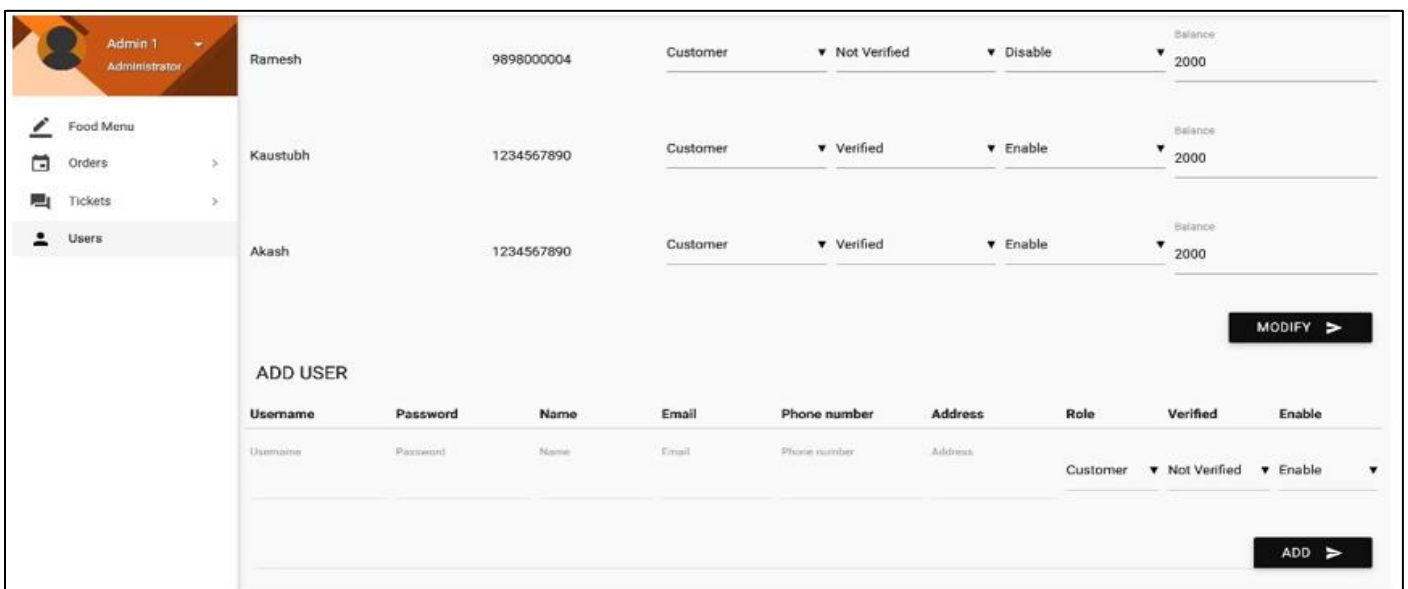 Admin 1
Administrator
Food Menu
Orders
Tickets
Users
Ramesh 9898000004 Customer Not Verified Disable Balance 2000
Kaustubh 1234567890 Customer Verified Enable Balance 2000
Akash 1234567890 Customer Verified Enable Balance 2000
MODIFY
ADD USER
Username Password Name Email Phone number Address Role Verified Enable
Username Password Name Email Phone number Address
Customer Not Verified Enable
ADD